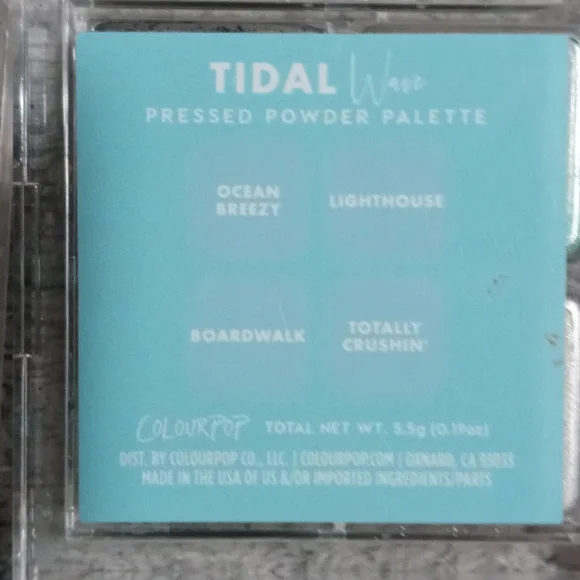 TIDAL Wave
PRESSED POWDER PALETTE
OCEAN
BREEZY
LIGHTHOUSE
BOARDWALK
TOTALLY
CRUSHIN'
COLOURPOP TOTAL NET WT. 5.5g (0.19oz)
DIST. BY COLOURPOP CO., LLC. | COLOURPOP.COM | OXNARD, CA 93033
MADE IN THE USA OF US &/OR IMPORTED INGREDIENTS/PARTS